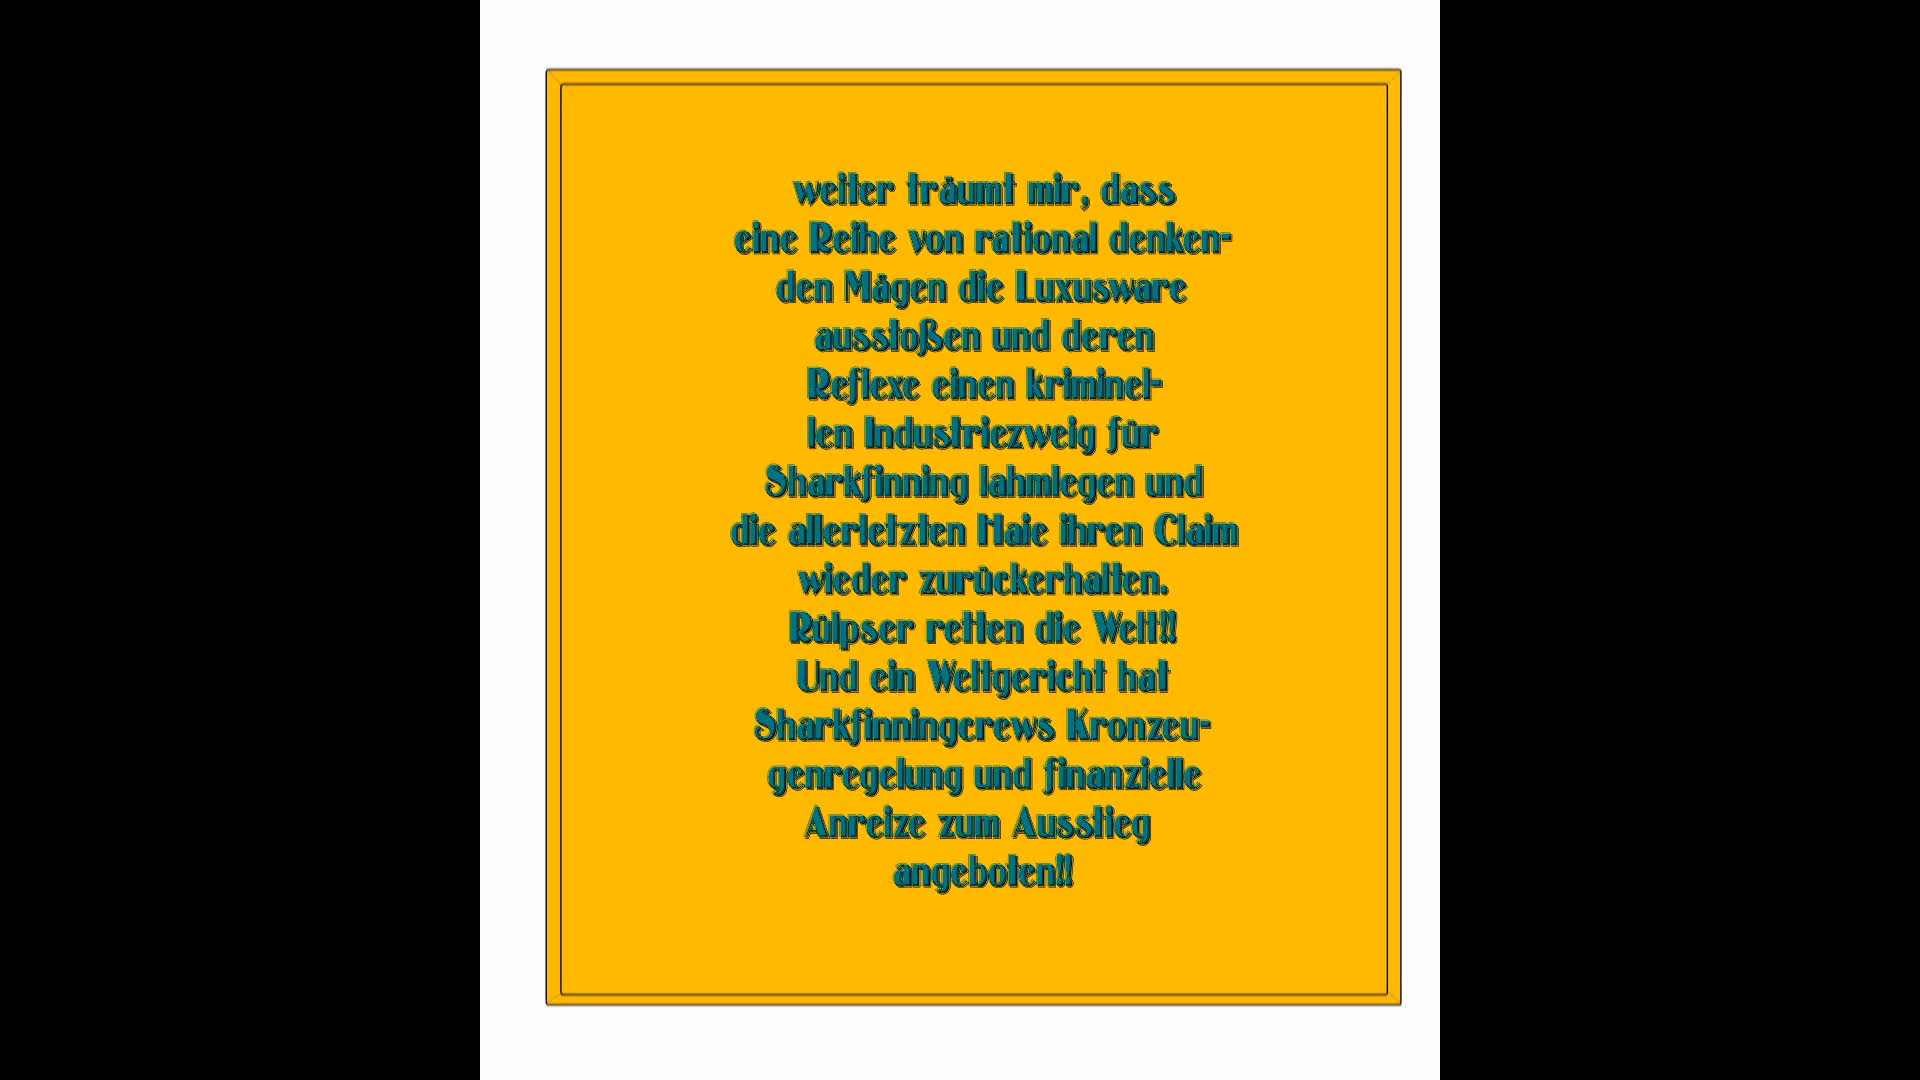 weiter träumt mir, dass
eine Reihe von rational denken-
den Mägen die Luxusware
ausstoßen und deren
Reflexe einen kriminel-
len Industriezweig für
Sharkfinning lahmlegen und
die allerletzten Haie ihren Claim
wieder zurückerhalten.
Rülpser retten die Welt!!
Und ein Weltgericht hat
Sharkfinningcrews Kronzeu-
genregelung und finanzielle
Anreize zum Ausstieg
angeboten!!